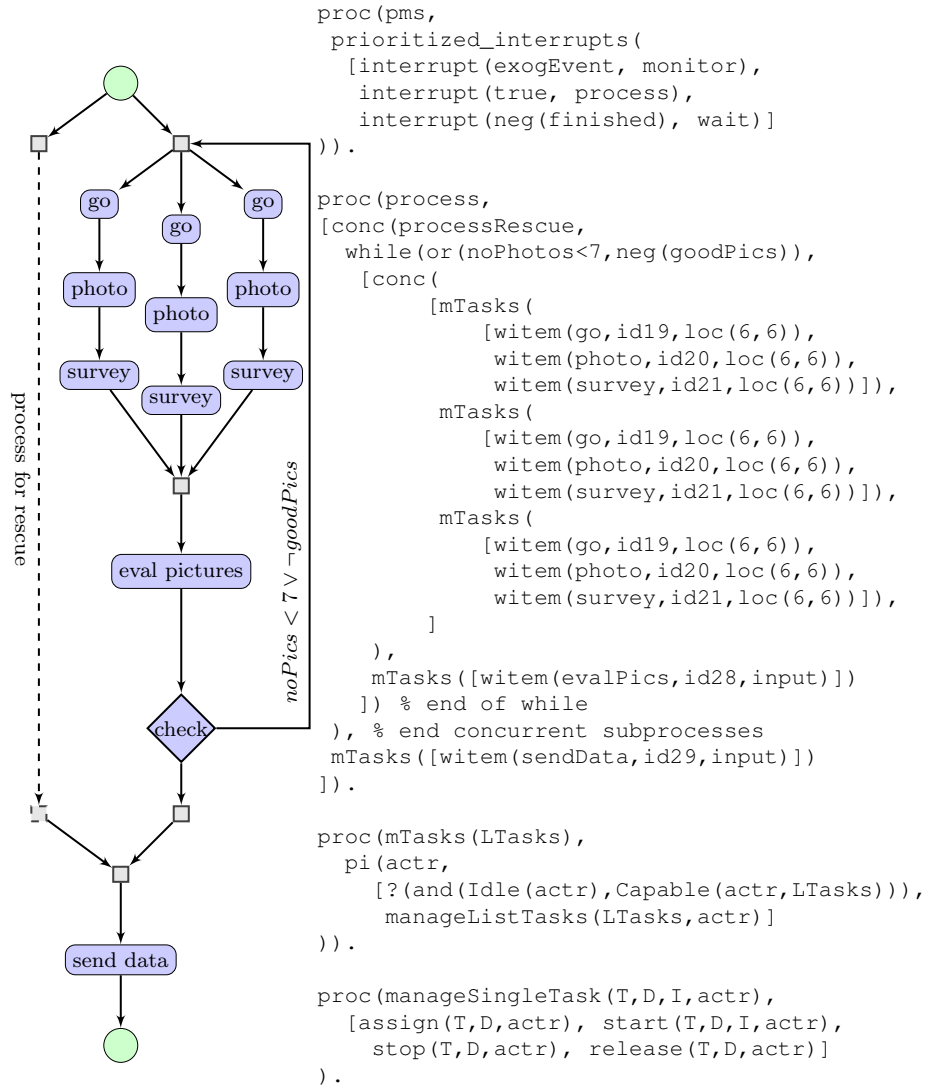 go
go
go
photo
photo
photo
survey
survey
survey
process for rescue
noPics < 7 ∨ ¬goodPics
eval pictures
check
send data
proc(pms,
prioritized_interrupts(
[interrupt(exogEvent, monitor),
interrupt(true, process),
interrupt(neg(finished), wait)]
)).
proc(process,
[conc(processRescue,
while(or(noPhotos<7,neg(goodPics)),
[conc(
[mTasks(
[witem(go,id19,loc(6,6)),
witem(photo,id20,loc(6,6)),
witem(survey,id21,loc(6,6))]),
mTasks(
[witem(go,id19,loc(6,6)),
witem(photo,id20,loc(6,6)),
witem(survey,id21,loc(6,6))]),
mTasks(
[witem(go,id19,loc(6,6)),
witem(photo,id20,loc(6,6)),
witem(survey,id21,loc(6,6))]),
]
),
mTasks([witem(evalPics,id28,input)])
]) % end of while
), % end concurrent subprocesses
mTasks([witem(sendData,id29,input)])
]).
proc(mTasks(LTasks),
pi(actr,
[?(and(Idle(actr),Capable(actr,LTasks))),
manageListTasks(LTasks,actr)]
)).
proc(manageSingleTask(T,D,I,actr),
[assign(T,D,actr), start(T,D,I,actr),
stop(T,D,actr), release(T,D,actr)]
).